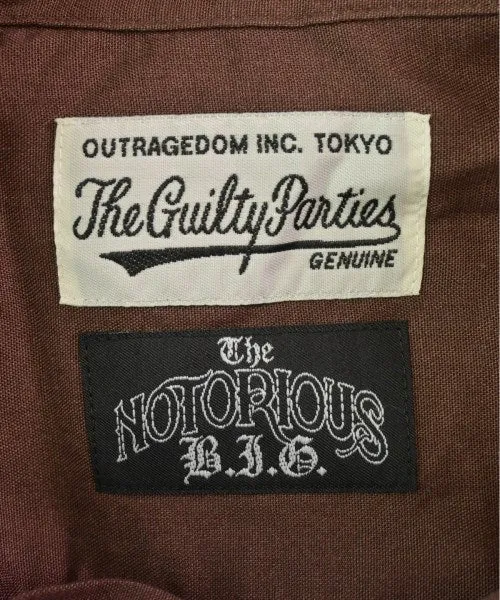 OUTRAGEDOM INC. TOKYO
The Guilty Parties
GENUINE
The
NOTORIOUS
B.I.G.